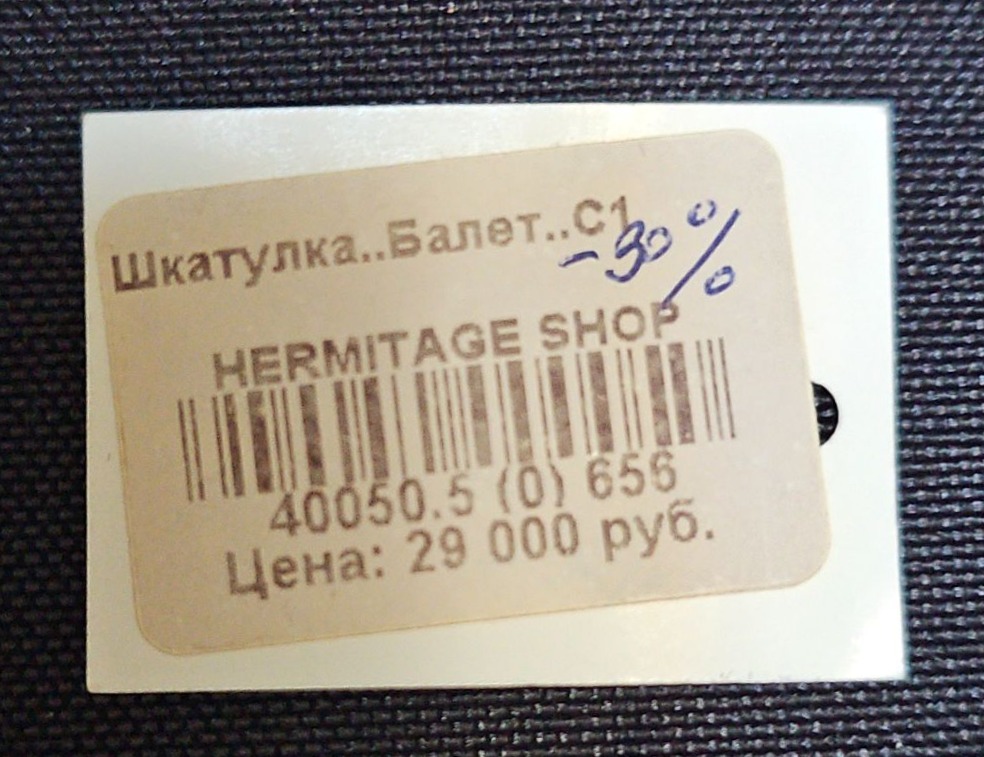 Шкатулка..Балет..С1
-30%
HERMITAGE SHOP
40050.5 (0) 656
Цена: 29 000 руб.